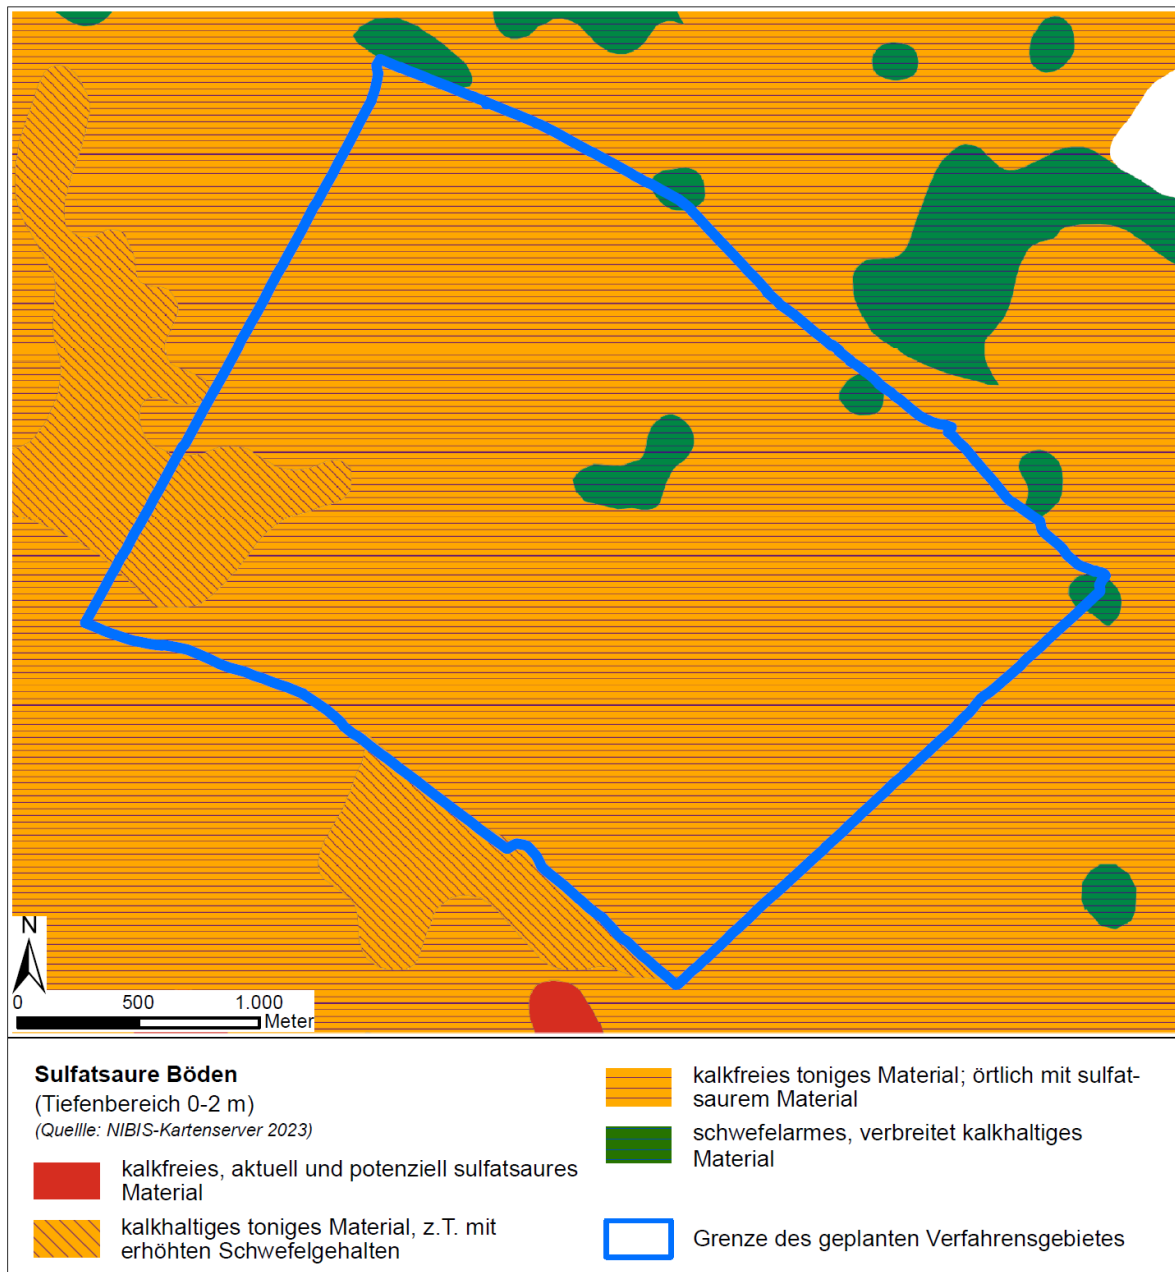 N
0 500 1.000
Meter
Sulfatsaure Böden
(Tiefenbereich 0-2 m)
(Quellle: NIBIS-Kartenserver 2023)
kalkfreies, aktuell und potenziell sulfatsaures
Material
kalkhaltiges toniges Material, z.T. mit
erhöhten Schwefelgehalten
kalkfreies toniges Material; örtlich mit sulfat-
saurem Material
schwefelarmes, verbreitet kalkhaltiges
Material
Grenze des geplanten Verfahrensgebietes